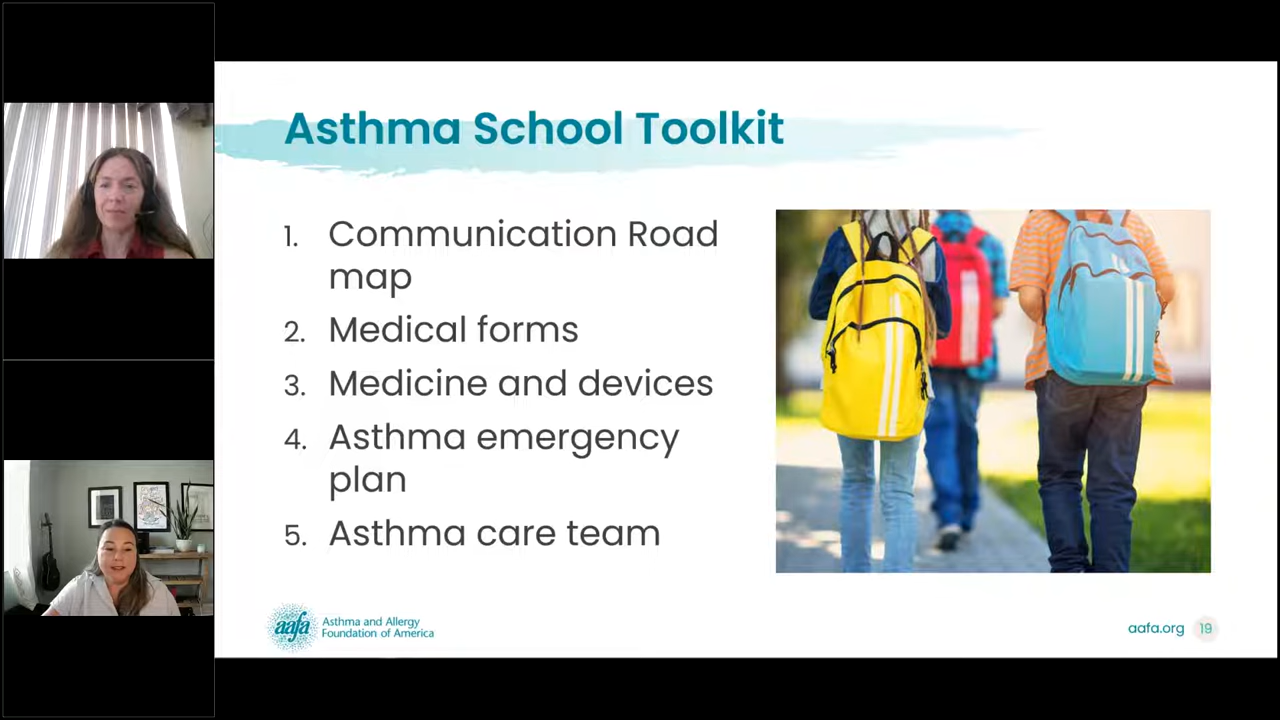 Asthma School Toolkit
1. Communication Road
map
2. Medical forms
3. Medicine and devices
4. Asthma emergency
plan
5. Asthma care team
aafa
Asthma and Allergy
Foundation of America
aafa.org 19